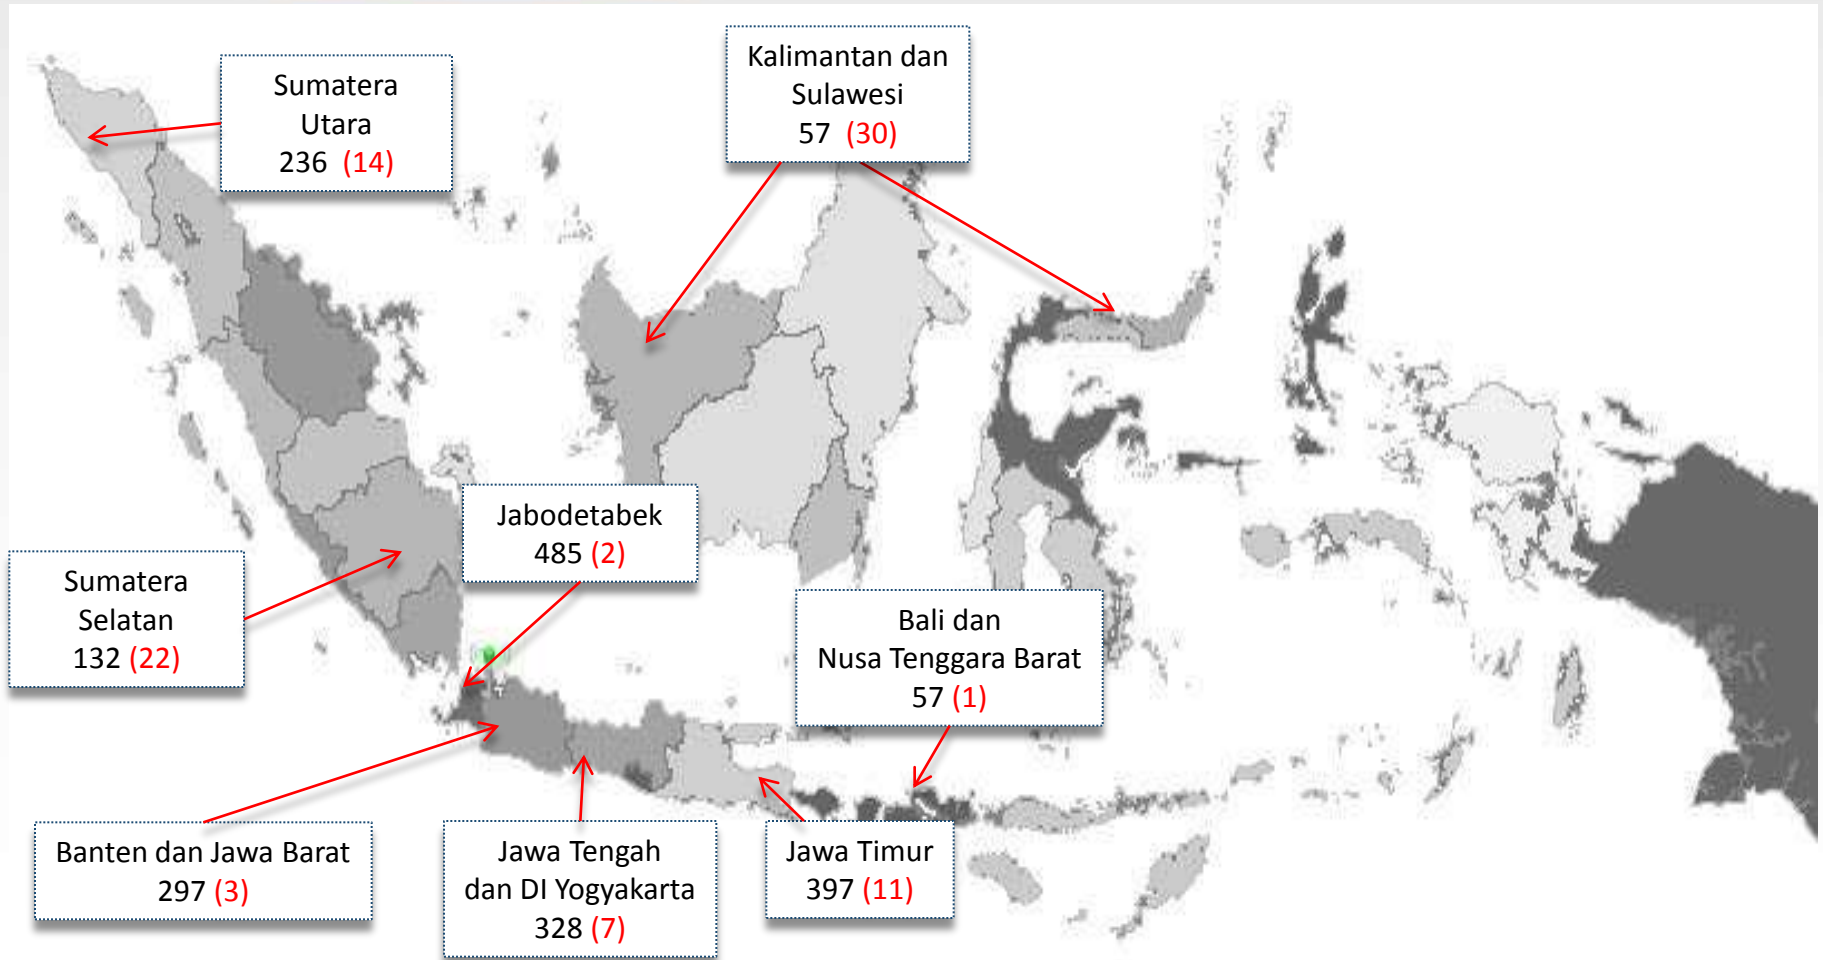 Sumatera
Utara
236 (14)
Kalimantan dan
Sulawesi
57 (30)
Jabodetabek
485 (2)
Sumatera
Selatan
132 (22)
Bali dan
Nusa Tenggara Barat
57 (1)
Banten dan Jawa Barat
297 (3)
Jawa Tengah
dan DI Yogyakarta
328 (7)
Jawa Timur
397 (11)